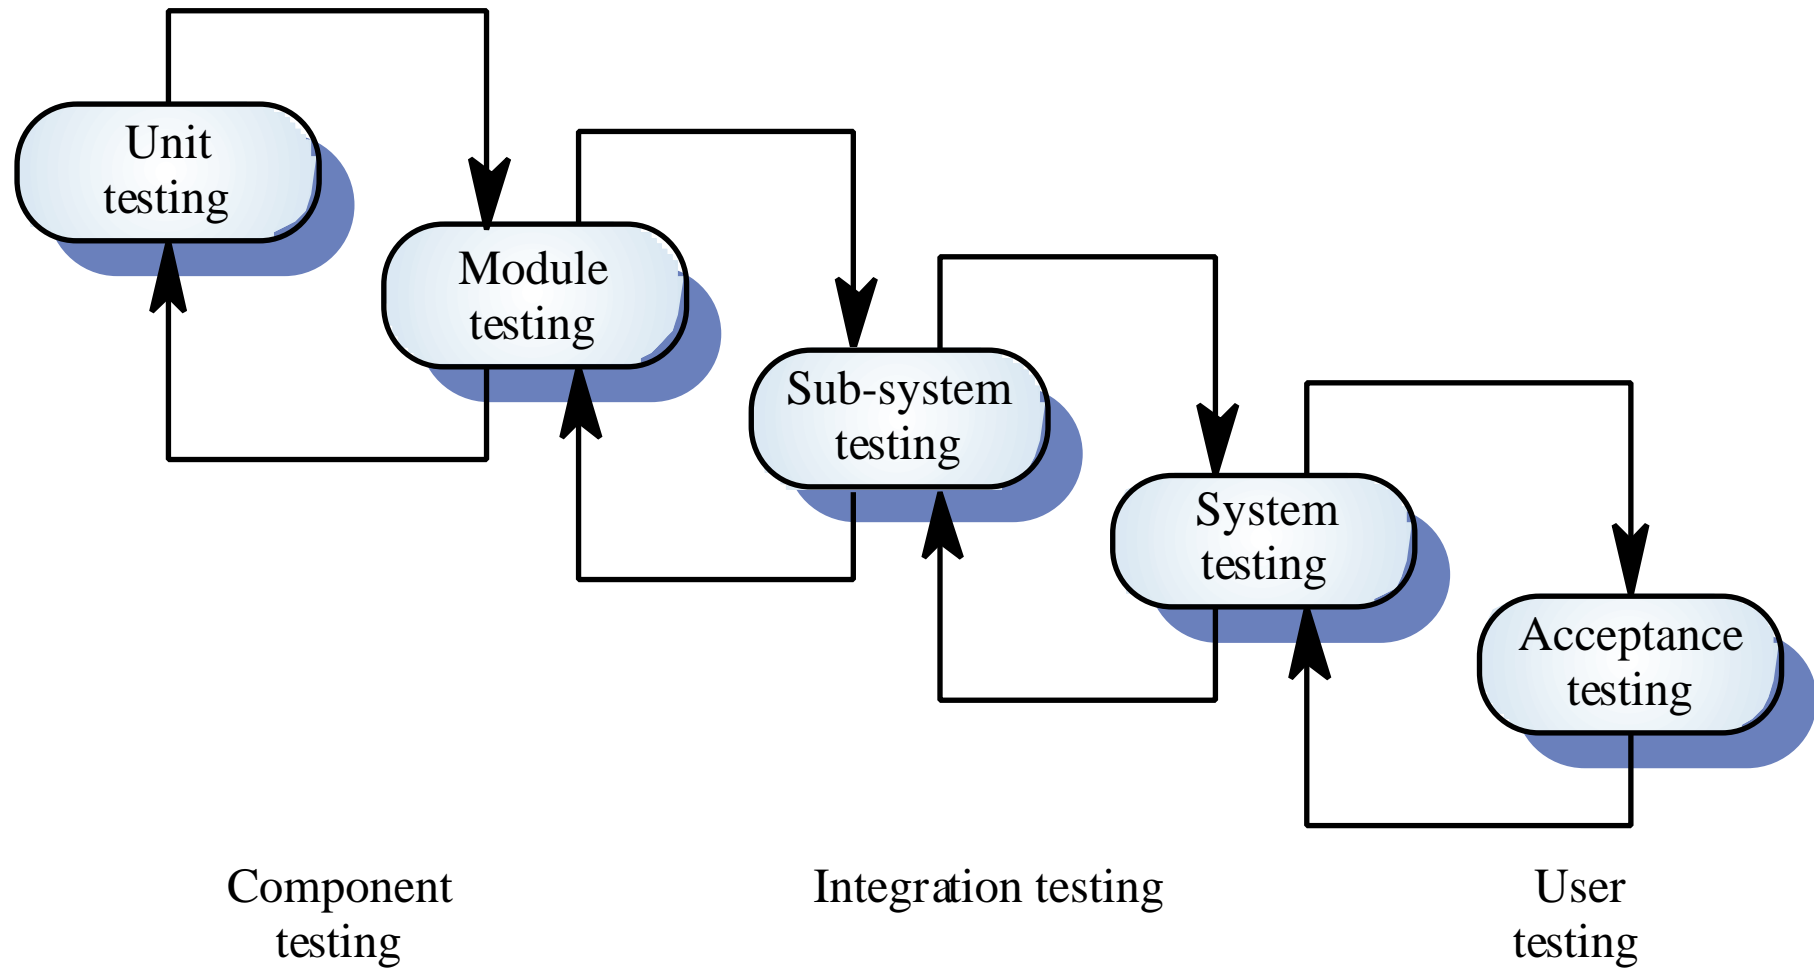 Unit
testing
Module
testing
Sub-system
testing
System
testing
Acceptance
testing
Component
testing
Integration testing
User
testing